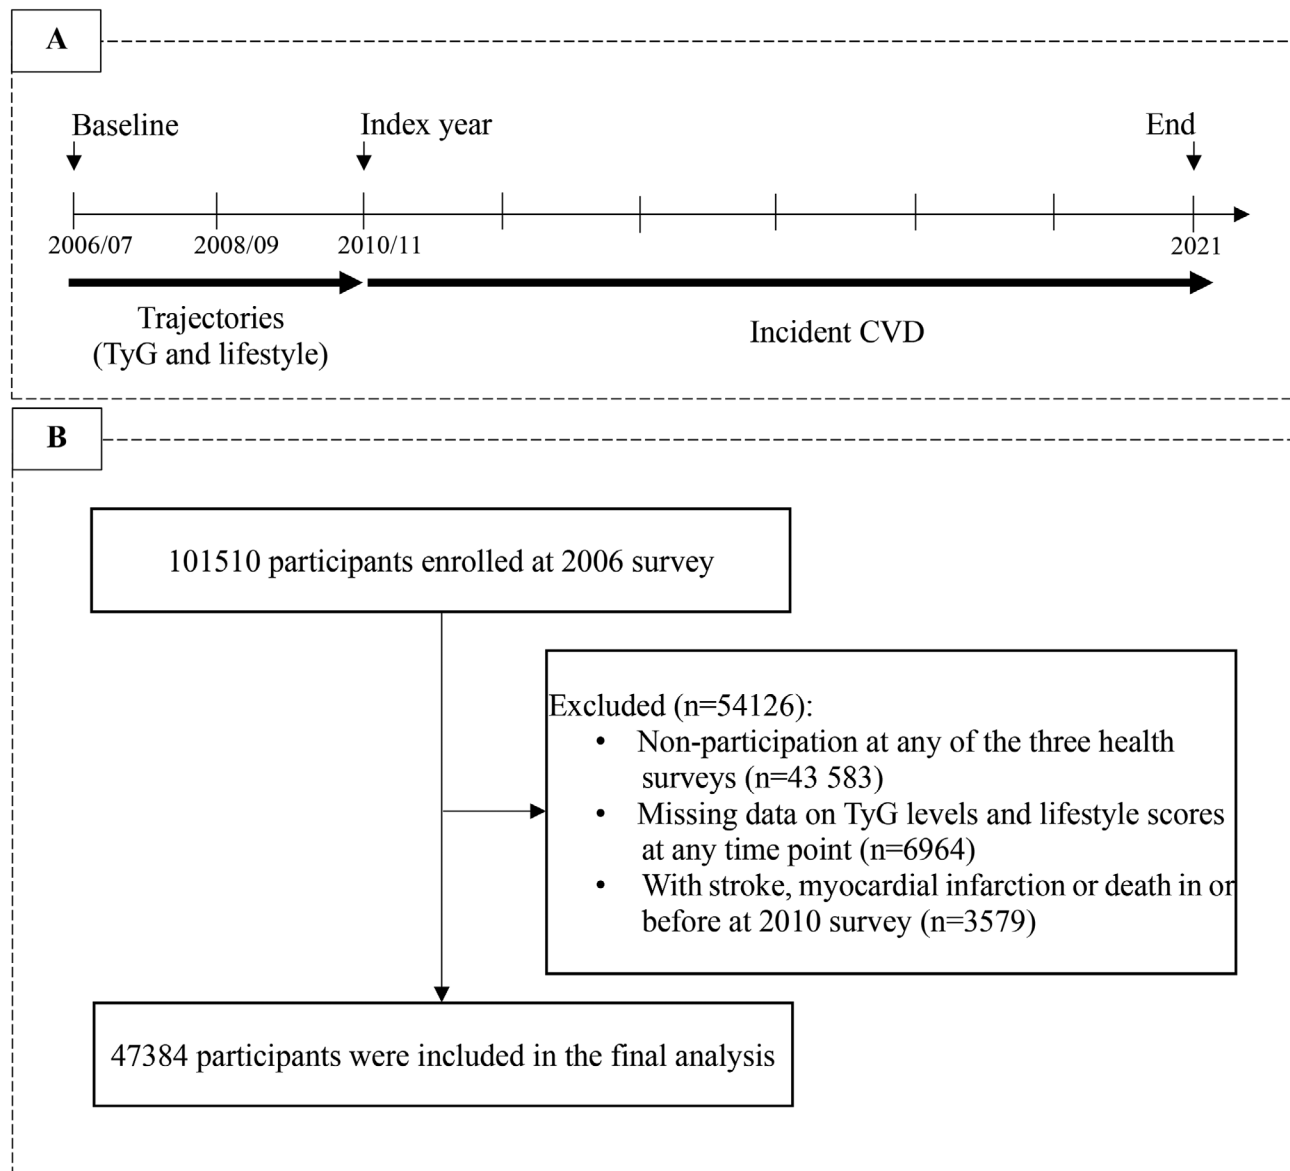 A
Baseline
Index year
End
2006/07
2008/09
2010/11
2021
Trajectories
(TyG and lifestyle)
Incident CVD
B
101510 participants enrolled at 2006 survey
Excluded (n=54126):
• Non-participation at any of the three health
surveys (n=43 583)
• Missing data on TyG levels and lifestyle scores
at any time point (n=6964)
• With stroke, myocardial infarction or death in or
before at 2010 survey (n=3579)
47384 participants were included in the final analysis